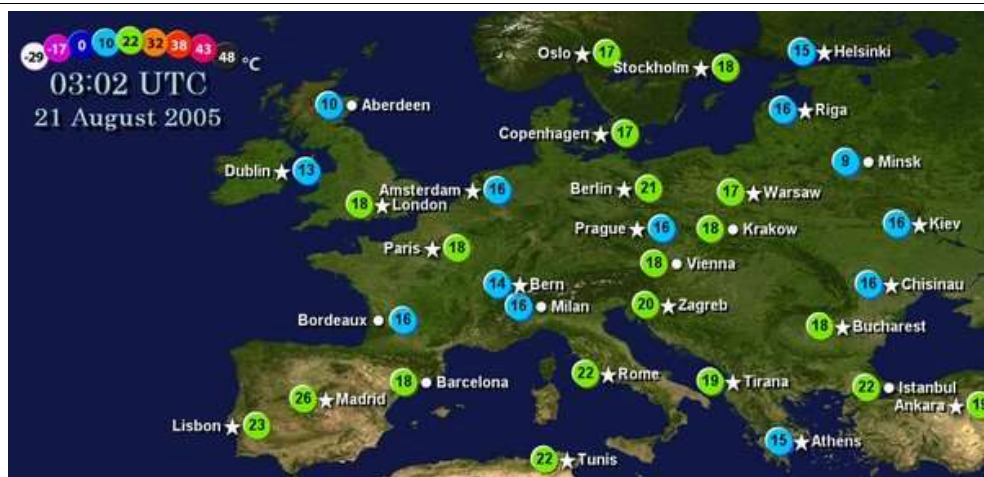 -29 -17 0 10 22 32 38 43 48 °C
03:02 UTC
21 August 2005
Oslo 17
Stockholm 18
15 Helsinki
10 Aberdeen
16 Riga
Copenhagen 17
Dublin 13
9 Minsk
Amsterdam 16
Berlin 21
17 Warsaw
18 London
Prague 16
18 Krakow
16 Kiev
Paris 18
18 Vienna
14 Bern
16 Chisinau
16 Milan
20 Zagreb
Bordeaux 16
18 Bucharest
22 Rome
19 Tirana
18 Barcelona
22 Istanbul
26 Madrid
Ankara 19
Lisbon 23
15 Athens
22 Tunis